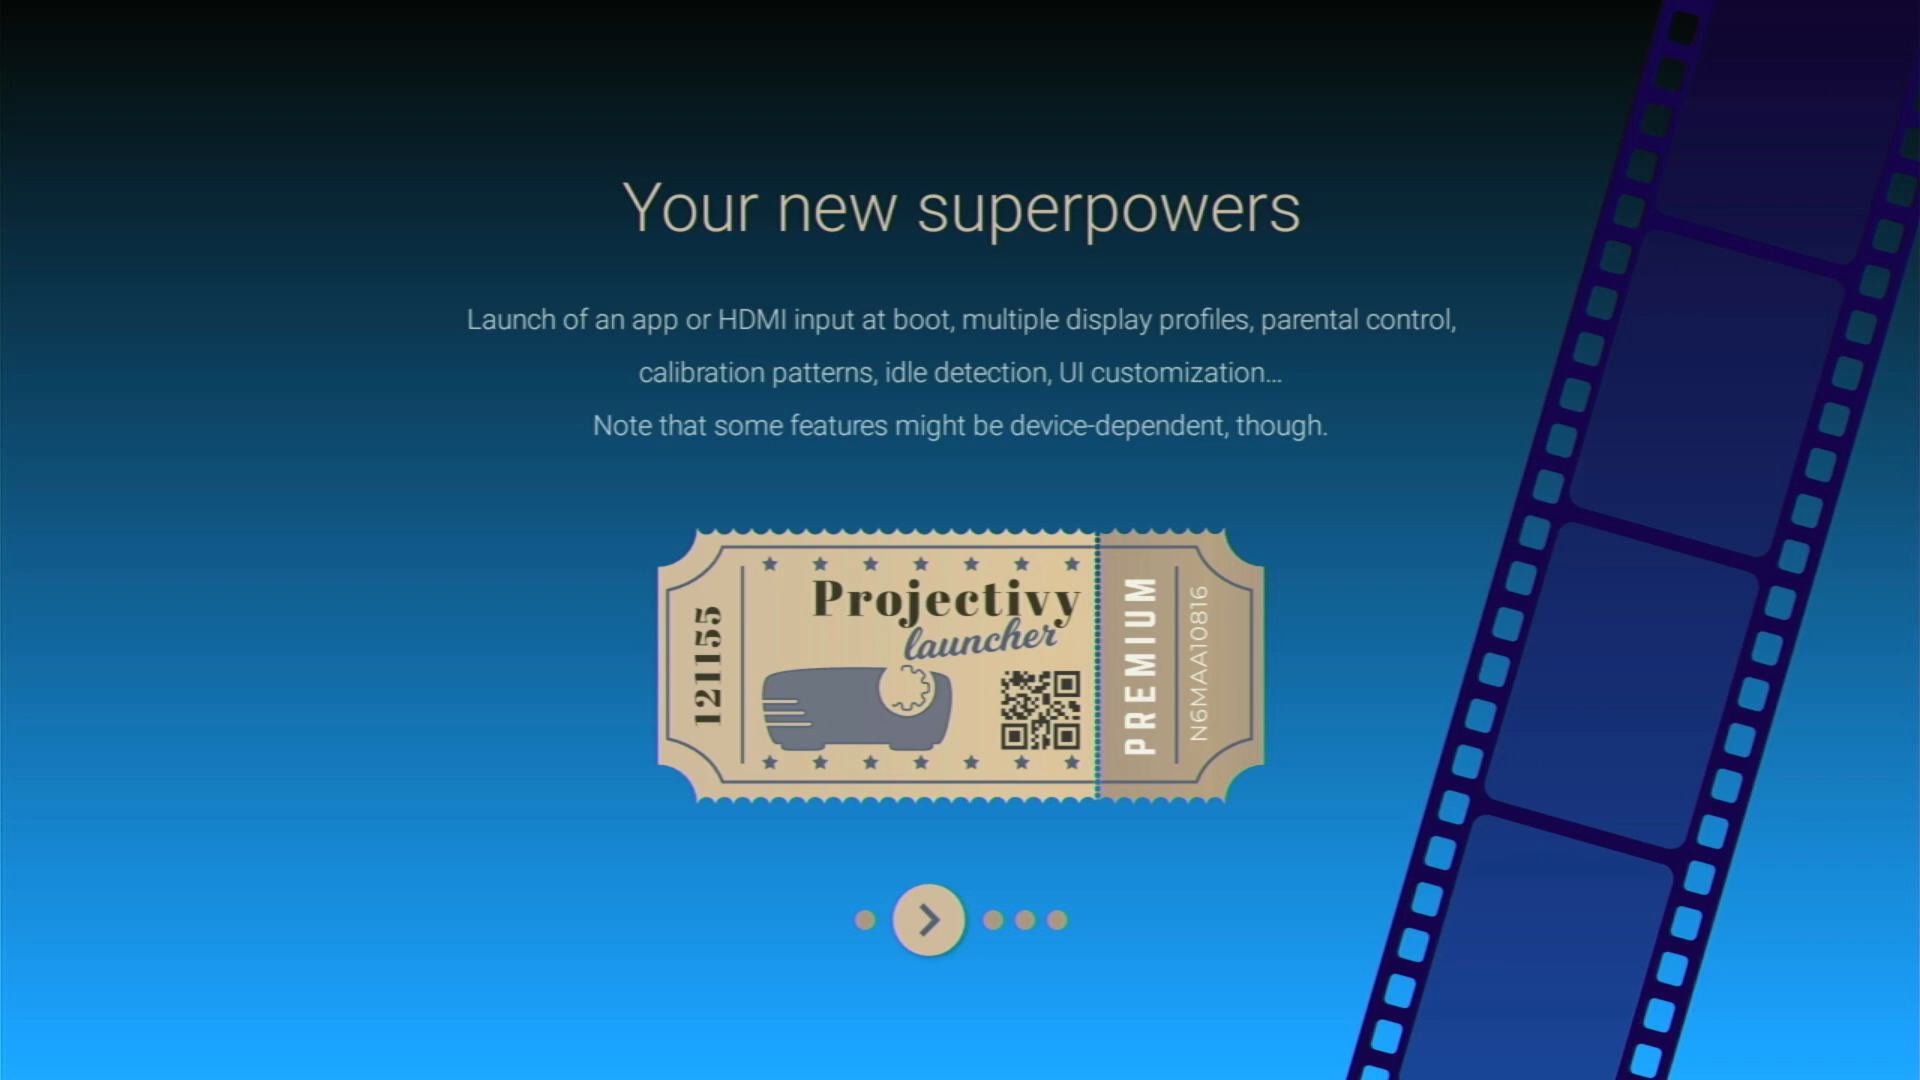 Your new superpowers
Launch of an app or HDMI input at boot, multiple display profiles, parental control,
calibration patterns, idle detection, UI customization...
Note that some features might be device-dependent, though.
121155
Projectivy
launcher
PREMIUM
N6MAA10816